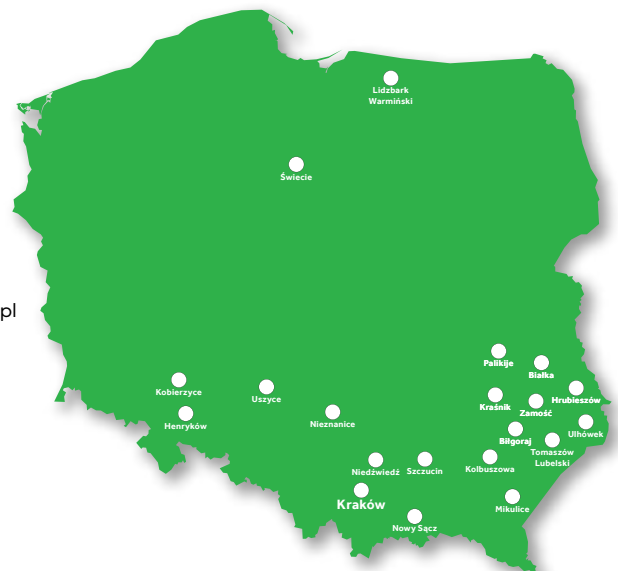 Lidzbark
Warmiński
Świecie
pl
Palikije
Białka
Kobierzyce
Uszyce
Hrubieszów
Kraśnik
Zamość
Henryków
Nieznanice
Ulhówek
Biłgoraj
Tomaszów
Lubelski
Niedźwiedź
Szczucin
Kolbuszowa
Kraków
Mikulice
Nowy Sącz